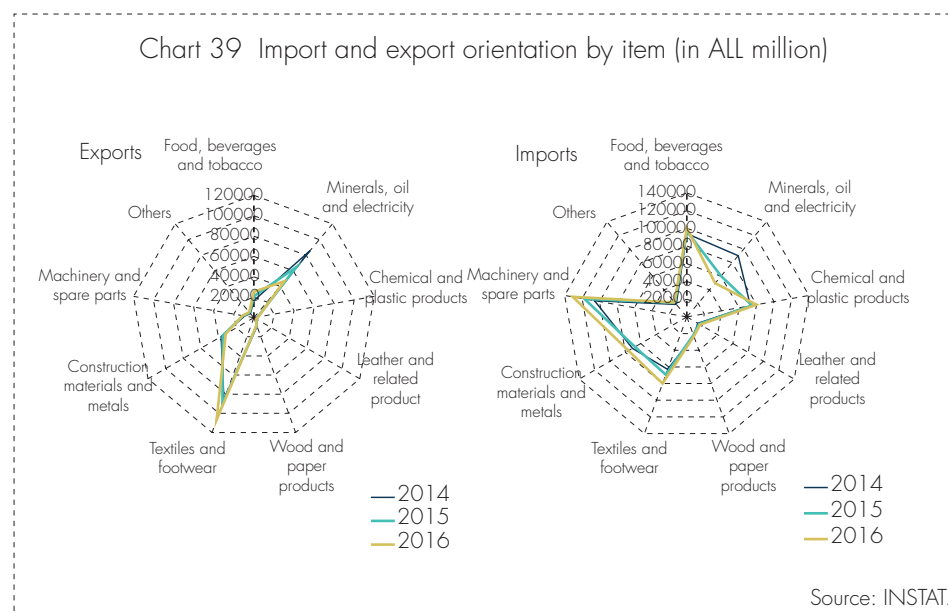 Chart 39 Import and export orientation by item (in ALL million)
Exports
Food, beverages
and tobacco
Minerals, oil
and electricity
Chemical and
plastic products
Leather and
related
product
Wood and
paper
products
Textiles and
footwear
Construction
materials and
metals
Machinery and
spare parts
Others
120000
100000
80000
60000
40000
20000
2014
2015
2016
Imports
Food, beverages
and tobacco
Minerals, oil
and electricity
Chemical and
plastic products
Leather and
related
products
Wood and
paper
products
Textiles and
footwear
Construction
materials and
metals
Machinery and
spare parts
Others
140000
120000
100000
80000
60000
40000
20000
2014
2015
2016
Source: INSTAT.